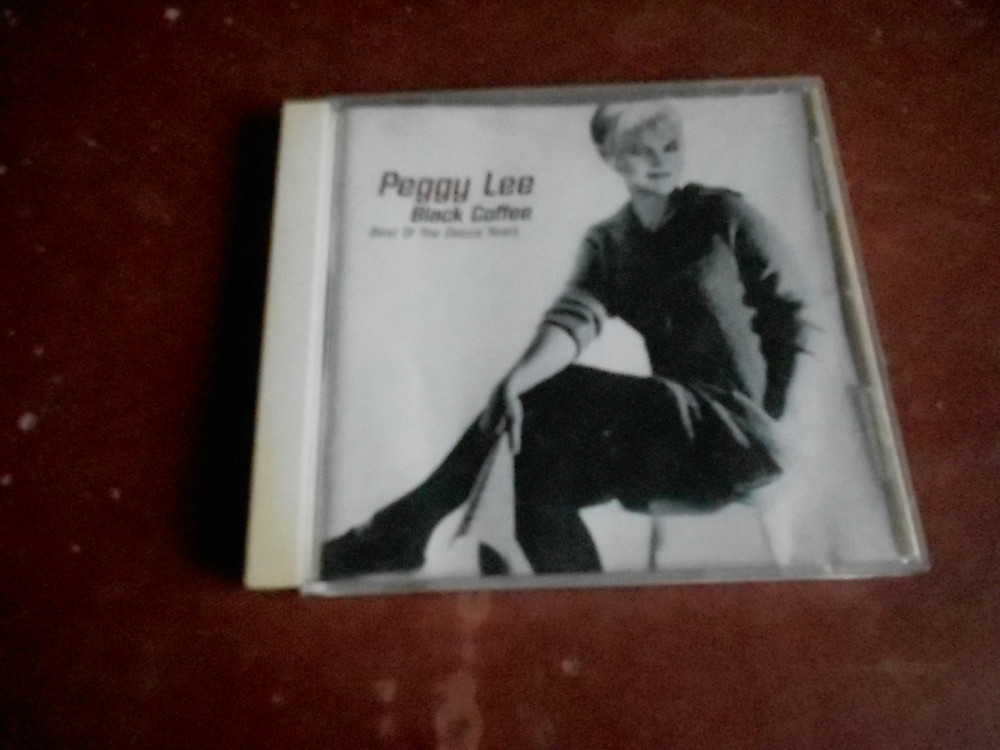 Peggy Lee
Black Coffee
Best Of The Decca Years